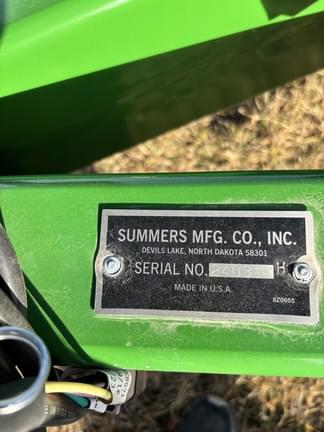 SUMMERS MFG. CO., INC.
DEVILS LAKE, NORTH DAKOTA 58301
SERIAL NO. H
MADE IN U.S.A.
8Z0055